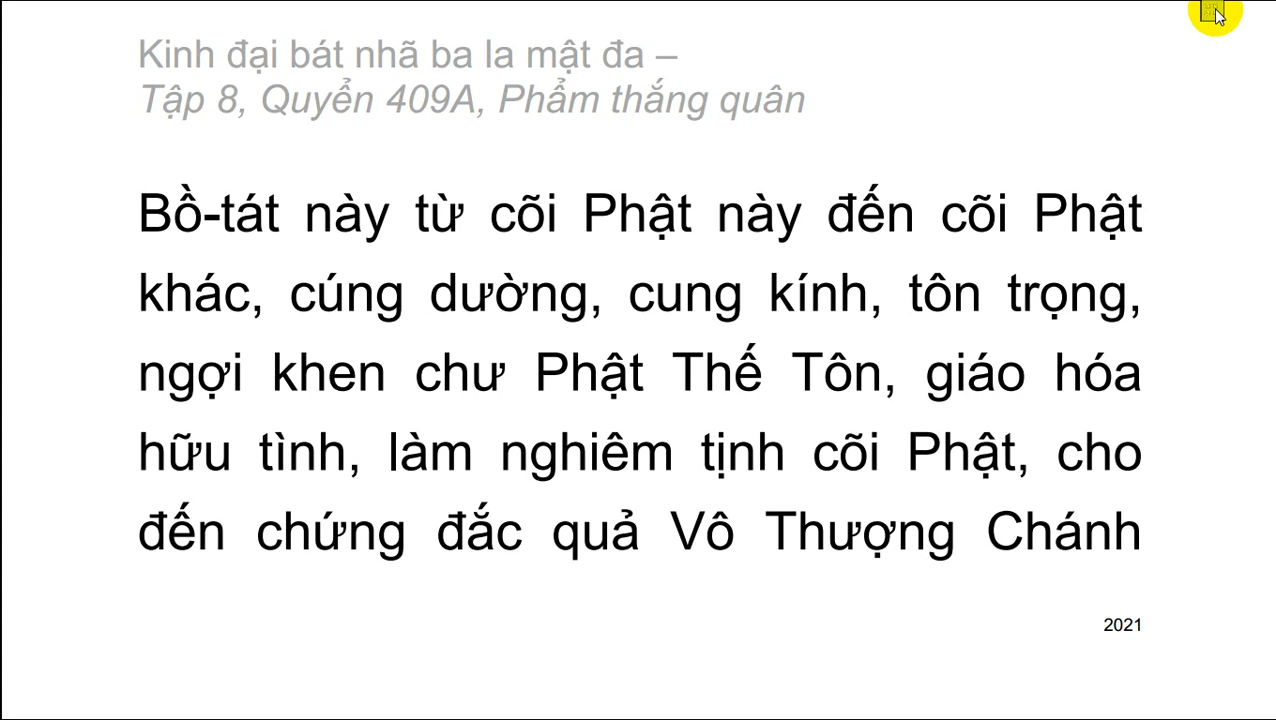 Kinh đại bát nhã ba la mật đa –
Tập 8, Quyển 409A, Phẩm thắng quân
Bồ-tát này từ cõi Phật này đến cõi Phật
khác, cúng dường, cung kính, tôn trọng,
ngợi khen chư Phật Thế Tôn, giáo hóa
hữu tình, làm nghiêm tịnh cõi Phật, cho
đến chứng đắc quả Vô Thượng Chánh
2021